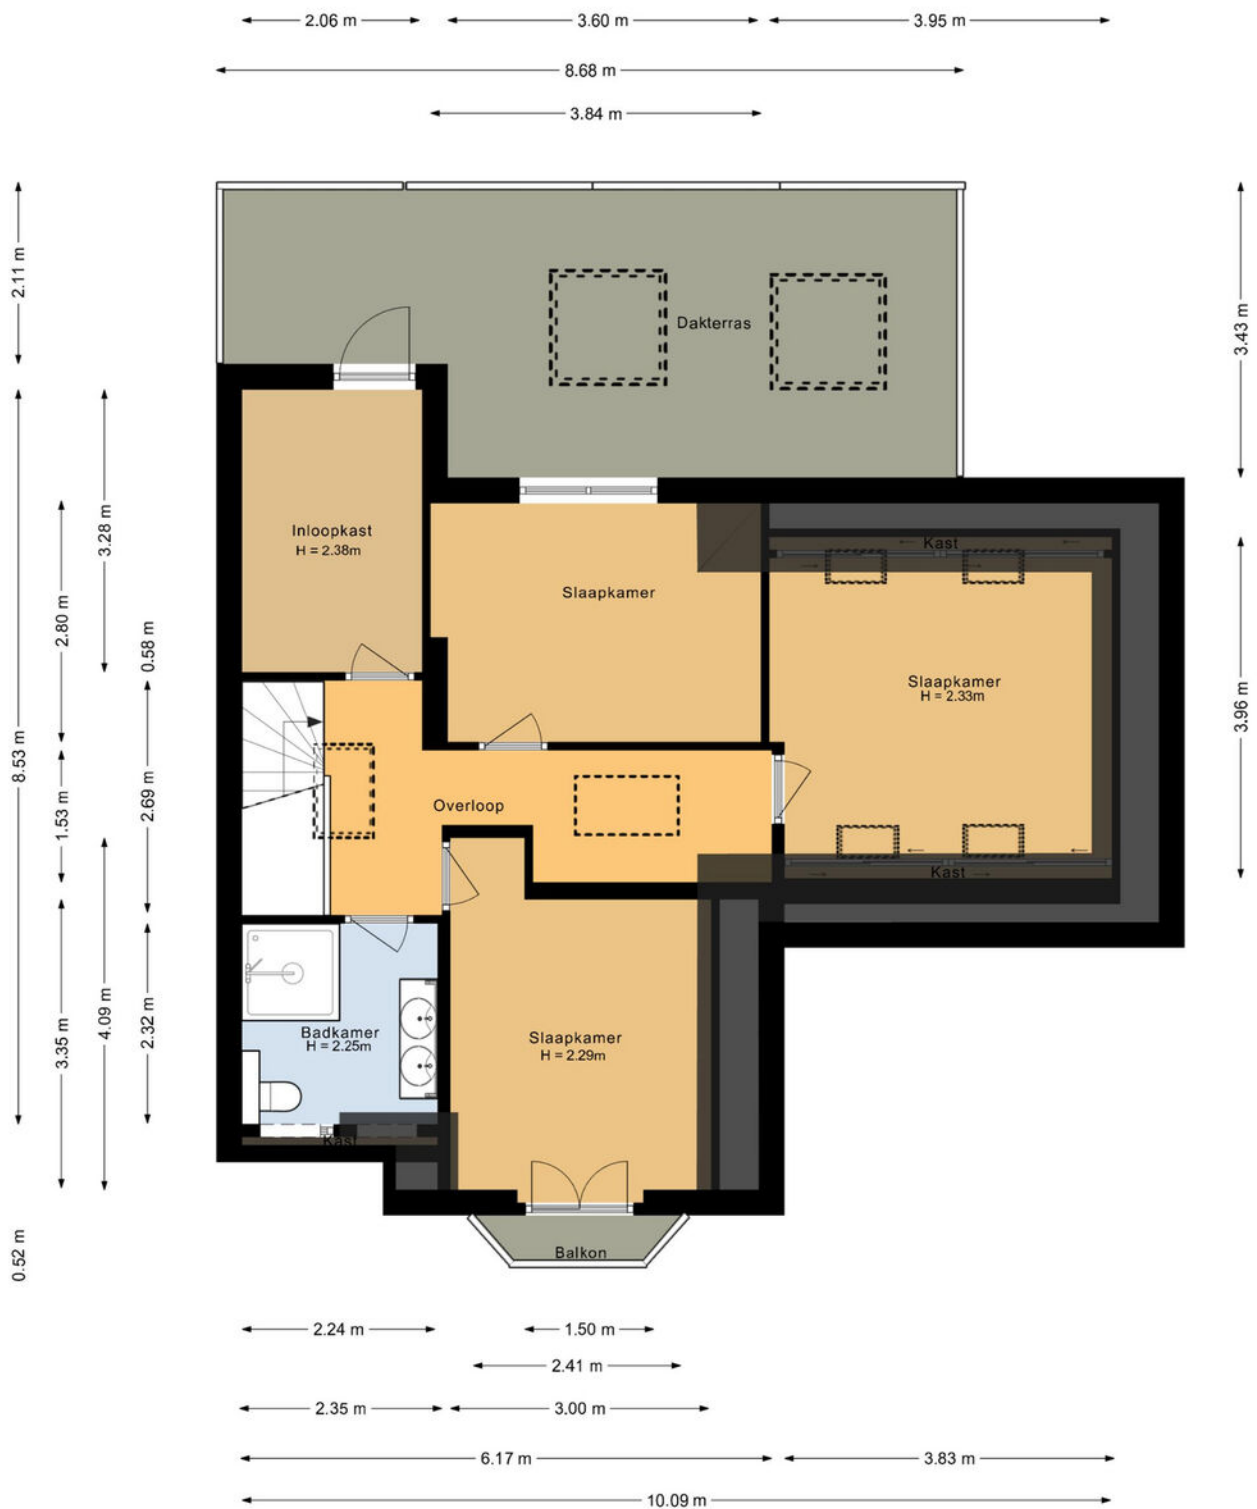 2.06 m
3.60 m
3.95 m
8.68 m
3.84 m
2.11 m
3.43 m
Dakterras
8.53 m
3.28 m
2.80 m
0.58 m
Inloopkast
H = 2.38m
Kast
Slaapkamer
Slaapkamer
H = 2.33m
3.96 m
1.53 m
2.69 m
Overloop
Kast
3.35 m
4.09 m
2.32 m
Badkamer
H = 2.25m
Slaapkamer
H = 2.29m
Kast
0.52 m
Balkon
2.24 m
1.50 m
2.41 m
2.35 m
3.00 m
6.17 m
3.83 m
10.09 m